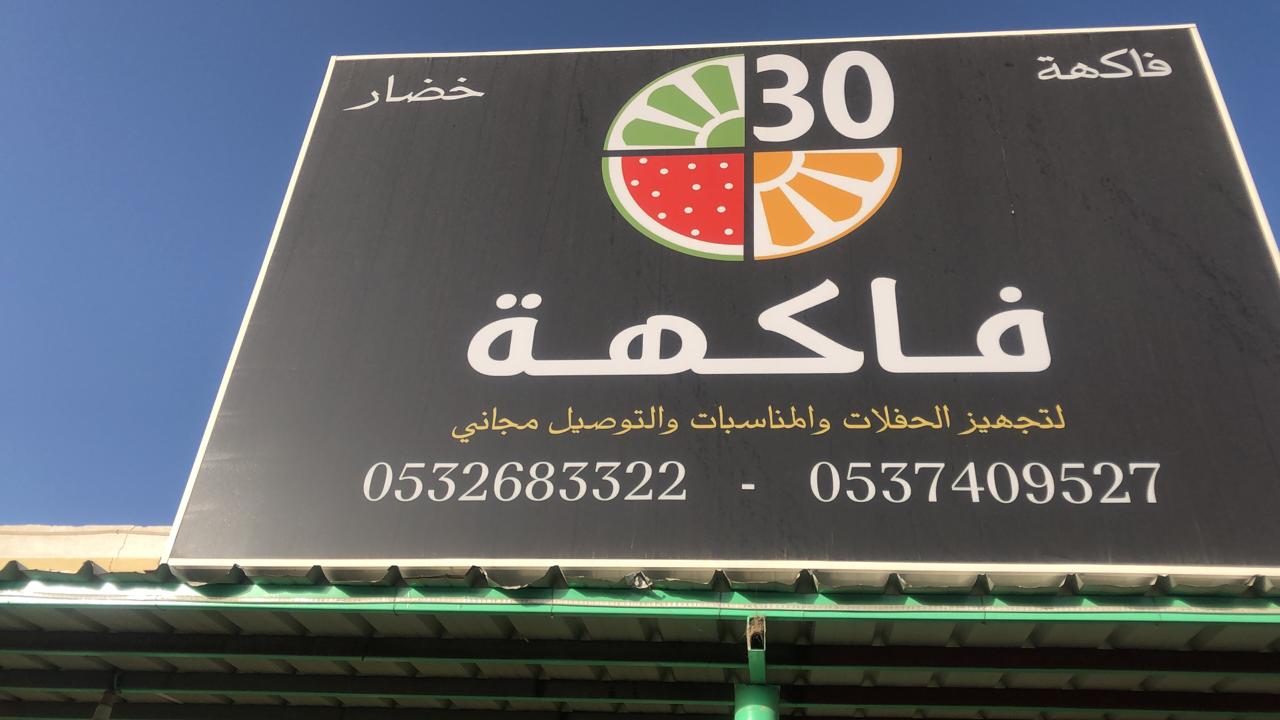 فاكهة
خضار
30
فاكهة
لتجهيز الحفلات والمناسبات والتوصيل مجاني
0532683322 - 0537409527